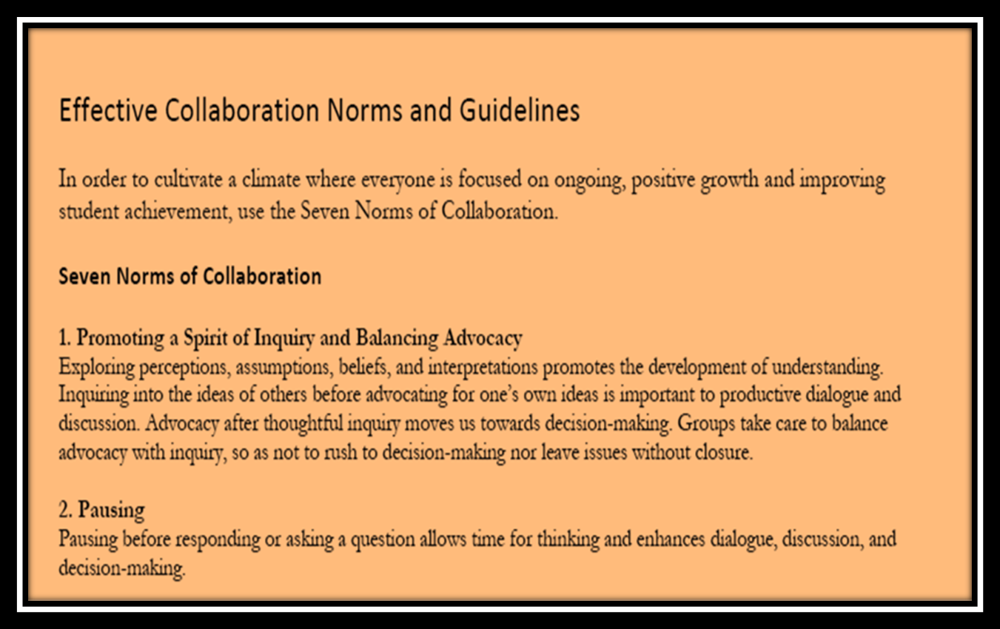 Effective Collaboration Norms and Guidelines
In order to cultivate a climate where everyone is focused on ongoing, positive growth and improving
student achievement, use the Seven Norms of Collaboration.
Seven Norms of Collaboration
1. Promoting a Spirit of Inquiry and Balancing Advocacy
Exploring perceptions, assumptions, beliefs, and interpretations promotes the development of understanding.
Inquiring into the ideas of others before advocating for one’s own ideas is important to productive dialogue and
discussion. Advocacy after thoughtful inquiry moves us towards decision-making. Groups take care to balance
advocacy with inquiry, so as not to rush to decision-making nor leave issues without closure.
2. Pausing
Pausing before responding or asking a question allows time for thinking and enhances dialogue, discussion, and
decision-making.